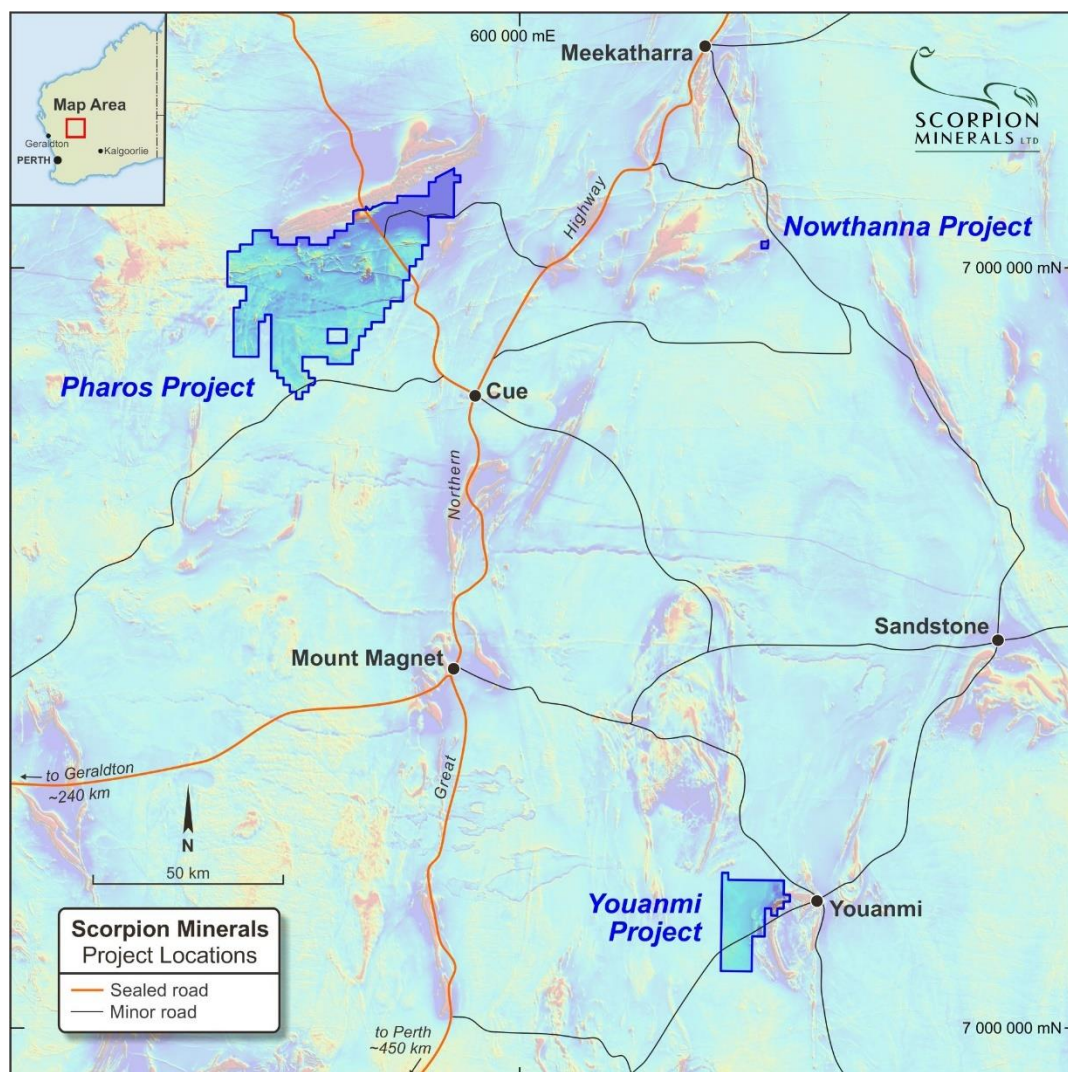 600 000 mE
Meekatharra
Map Area
Geraldton
PERTH
Kalgoorlie
SCORPION
MINERALS LTD
Highway
Nowthanna Project
7 000 000 mN
Pharos Project
Cue
Northern
Sandstone
Mount Magnet
to Geraldton
~240 km
Great
N
50 km
Youanmi
Project
Youanmi
Scorpion Minerals
Project Locations
Sealed road
Minor road
to Perth
~450 km
7 000 000 mN